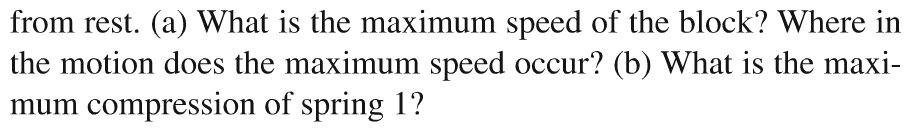 from rest. (a) What is the maximum speed of the block? Where in
the motion does the maximum speed occur? (b) What is the maxi-
mum compression of spring 1?